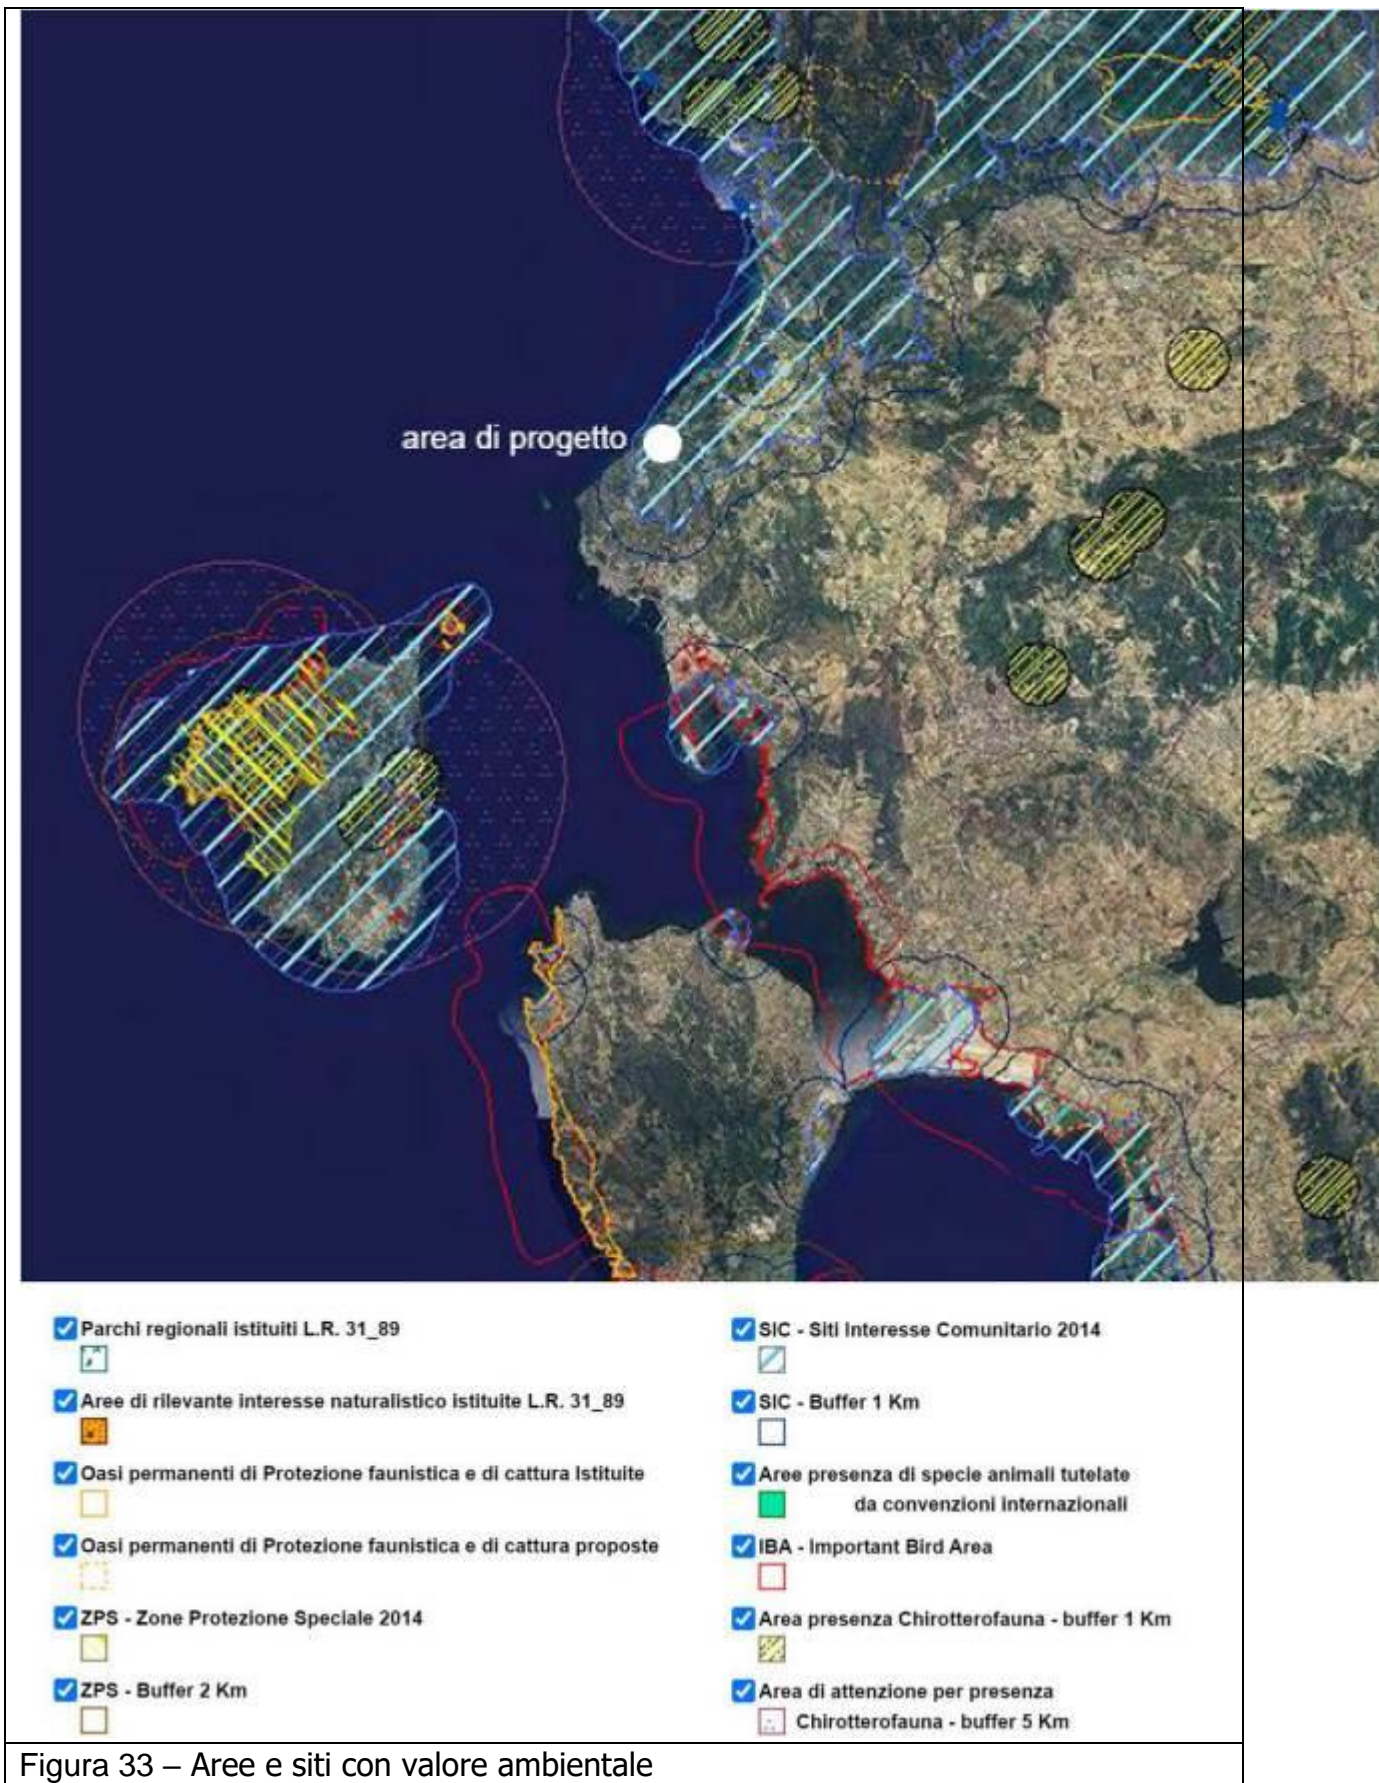 area di progetto
Parchi regionali istituiti L.R. 31_89
Aree di rilevante interesse naturalistico istituite L.R. 31_89
Oasi permanenti di Protezione faunistica e di cattura Istituite
Oasi permanenti di Protezione faunistica e di cattura proposte
ZPS - Zone Protezione Speciale 2014
ZPS - Buffer 2 Km
SIC - Siti Interesse Comunitario 2014
SIC - Buffer 1 Km
Aree presenza di specie animali tutelate
da convenzioni internazionali
IBA - Important Bird Area
Area presenza Chirotterofauna - buffer 1 Km
Area di attenzione per presenza
Chirotterofauna - buffer 5 Km
Figura 33 – Aree e siti con valore ambientale